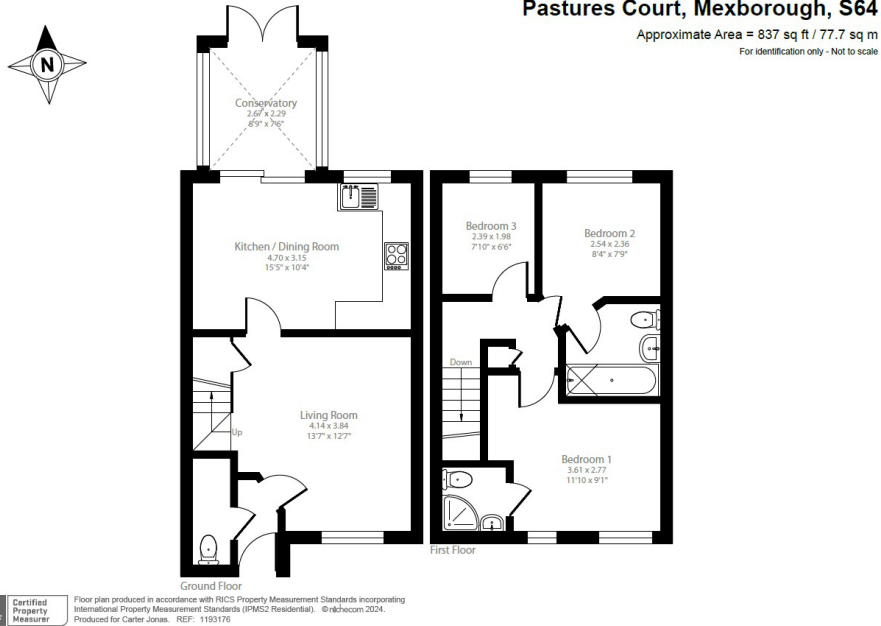 Pastures Court, Mexborough, S64
Approximate Area = 837 sq ft / 77.7 sq m
For identification only - Not to scale
N
Conservatory
2.67 x 2.29
8'9" x 7'6"
Kitchen / Dining Room
4.70 x 3.15
15'5" x 10'4"
Bedroom 3
2.39 x 1.98
7'10" x 6'6"
Bedroom 2
2.54 x 2.36
8'4" x 7'9"
Down
Living Room
4.14 x 3.84
13'7" x 12'7"
Up
Bedroom 1
3.61 x 2.77
11'10 x 9'1"
First Floor
Ground Floor
Certified
Property
Measurer
Floor plan produced in accordance with RICS Property Measurement Standards incorporating
International Property Measurement Standards (IPMS2 Residential). © nichecom 2024.
Produced for Carter Jonas. REF: 1193176